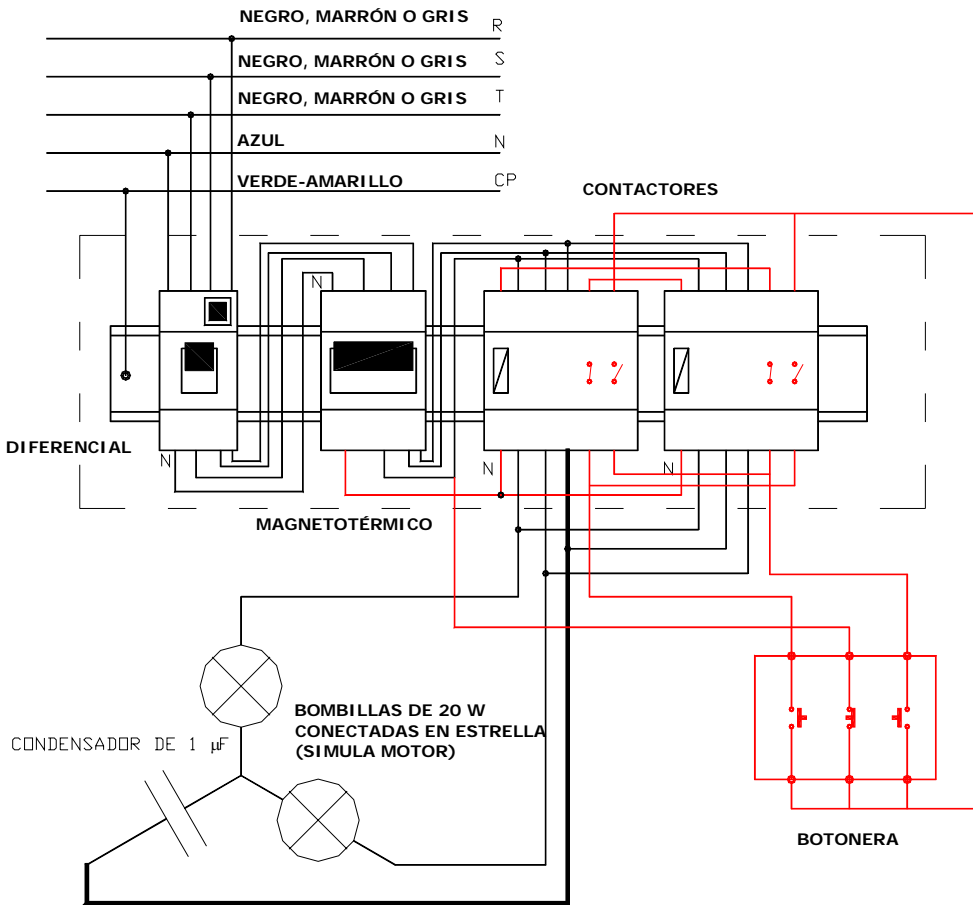 NEGRO, MARRÓN O GRIS R
NEGRO, MARRÓN O GRIS S
NEGRO, MARRÓN O GRIS T
AZUL N
VERDE-AMARILLO CP
CONTACTORES
N
DIFERENCIAL
N
N
N
MAGNETOTÉRMICO
BOMBILLAS DE 20 W
CONECTADAS EN ESTRELLA
(SIMULA MOTOR)
CONDENSADOR DE 1 µF
BOTONERA